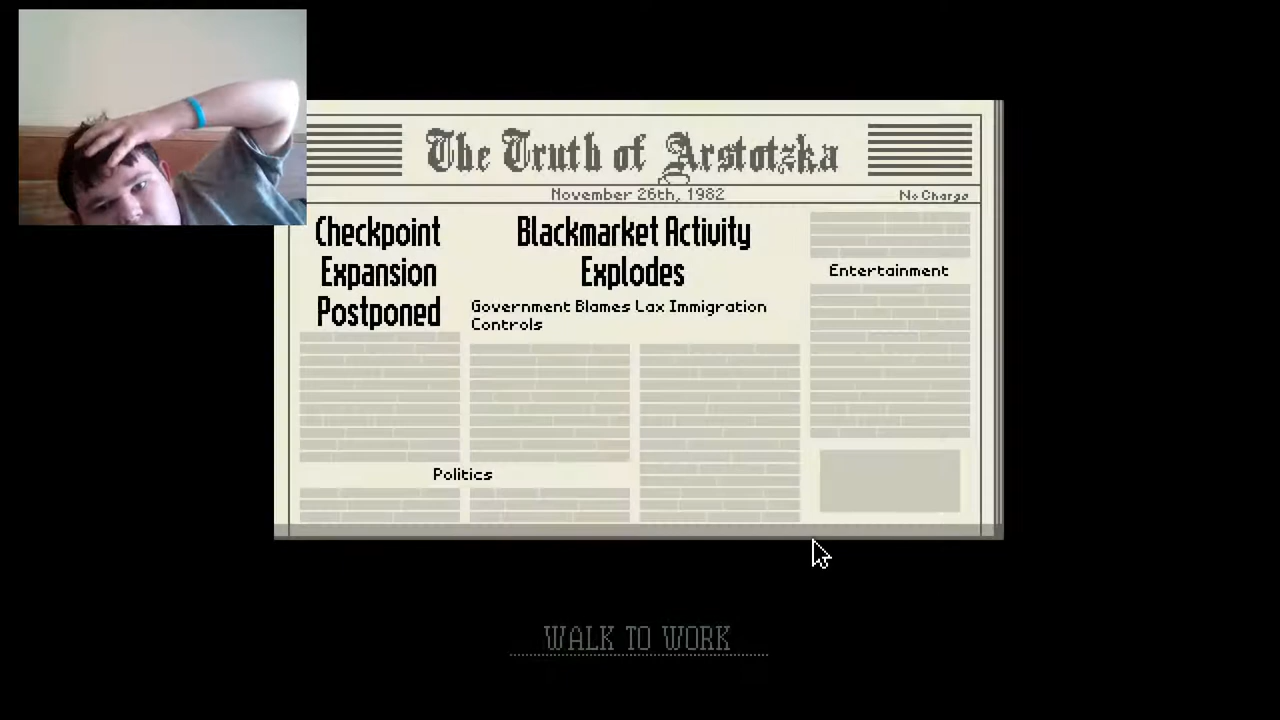 The Truth of Arstotzka
November 26th, 1982
No Charge
Checkpoint
Expansion
Postponed
Blackmarket Activity
Explodes
Government Blames Lax Immigration
Controls
Entertainment
Politics
WALK TO WORK